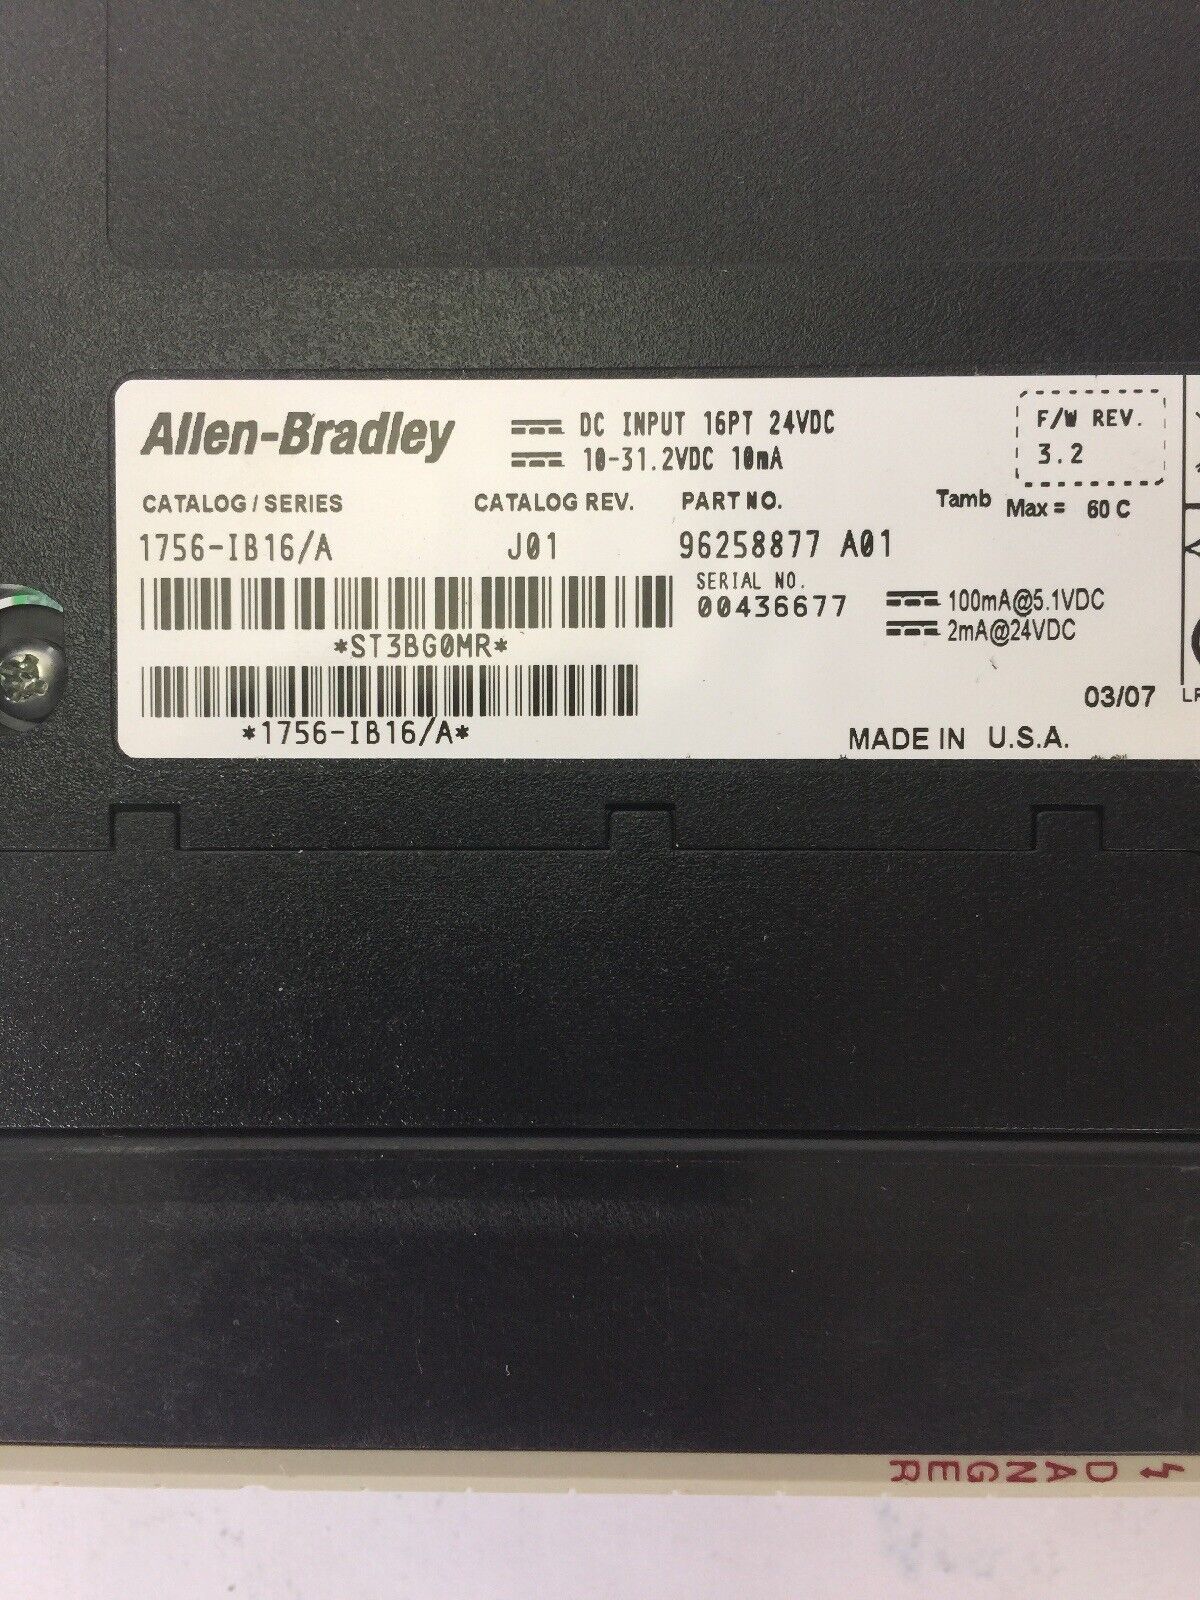 Allen-Bradley
DC INPUT 16PT 24VDC
10-31.2VDC 10mA
F/W REV.
3.2
CATALOG / SERIES CATALOG REV. PART NO. Tamb Max = 60 C
1756-IB16/A J01 96258877 A01
SERIAL NO.
00436677
100mA@5.1VDC
2mA@24VDC
*ST3BG0MR*
03/07
*1756-IB16/A*
MADE IN U.S.A.
DANGER